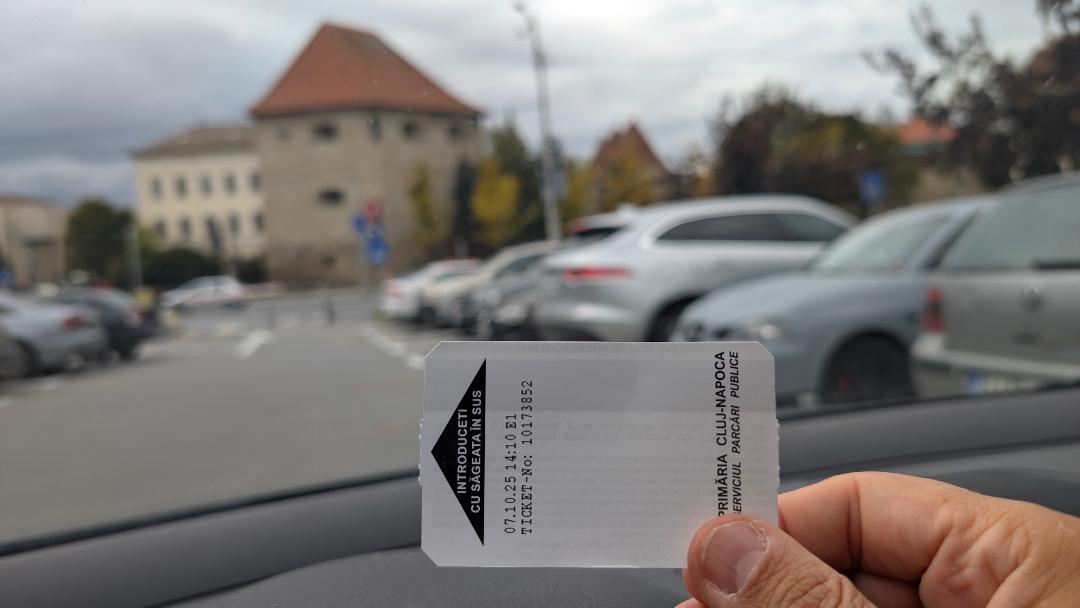 INTRODUCEȚI
CU SĂGEATA ÎN SUS
07.10.25 14:10 E1
TICKET-No: 10173852
PRIMĂRIA CLUJ-NAPOCA
SERVICIUL PARCĂRI PUBLICE